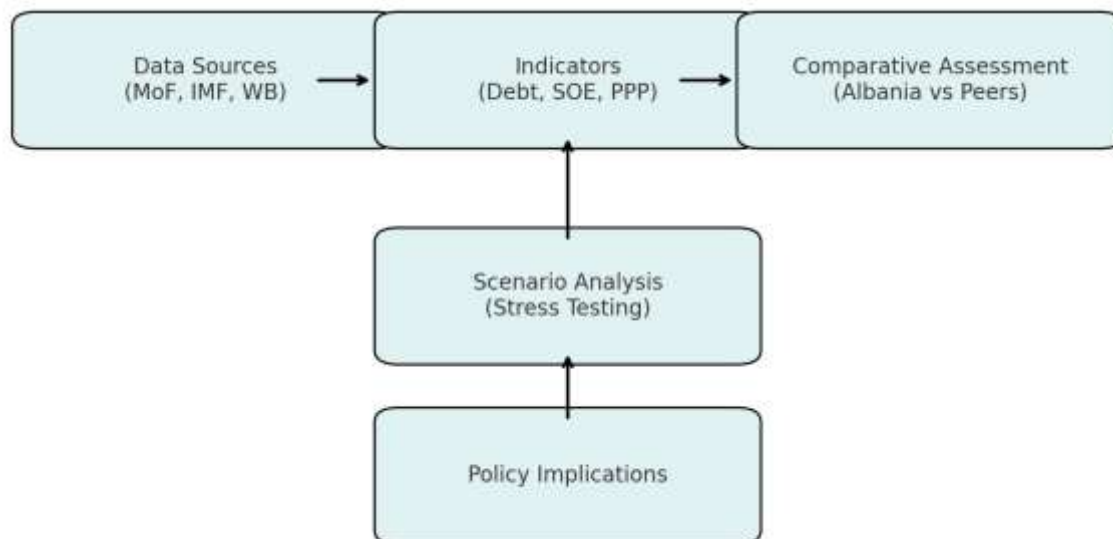 Data Sources
(MoF, IMF, WB)
Indicators
(Debt, SOE, PPP)
Comparative Assessment
(Albania vs Peers)
Scenario Analysis
(Stress Testing)
Policy Implications